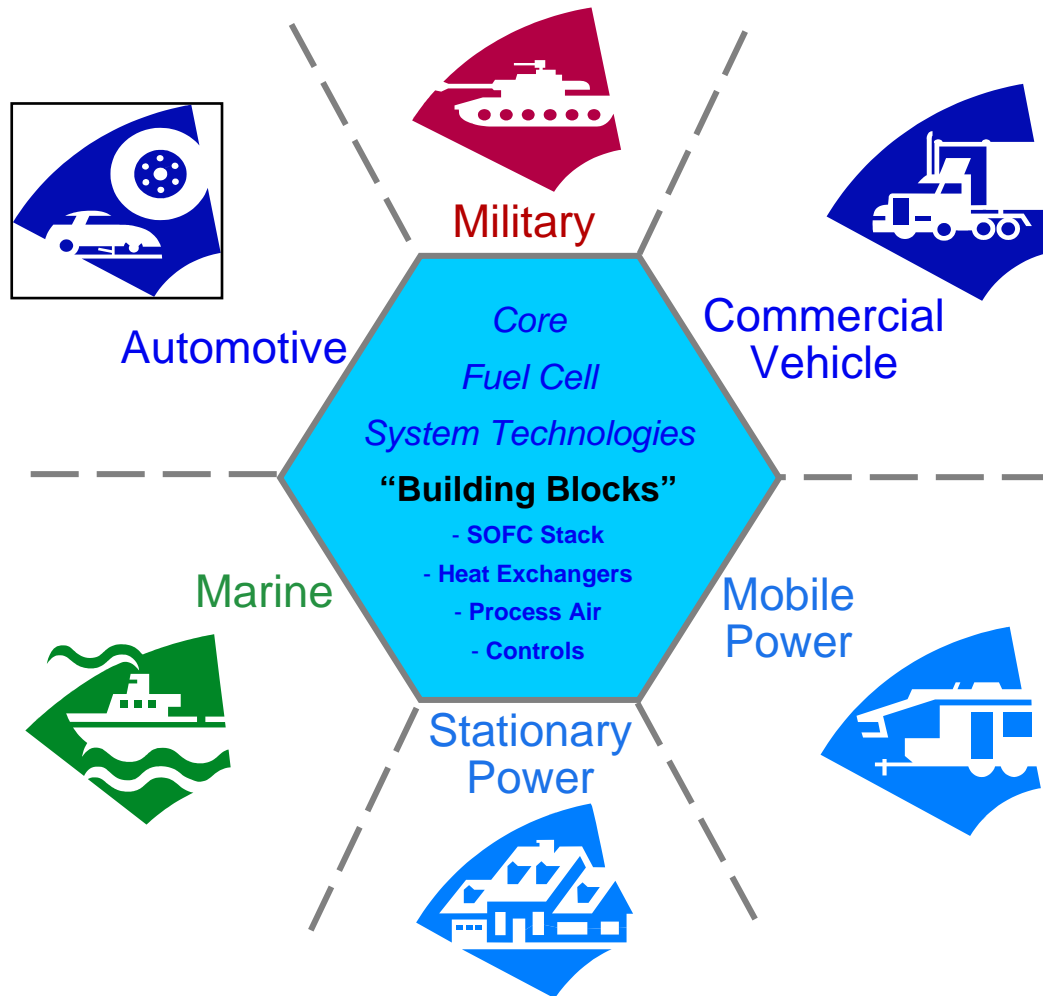 Military
Commercial
Vehicle
Automotive
Core
Fuel Cell
System Technologies
“Building Blocks”
- SOFC Stack
- Heat Exchangers
- Process Air
- Controls
Marine
Mobile
Power
Stationary
Power